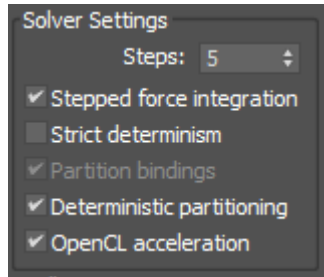 Solver Settings
Steps: 5
Stepped force integration
Strict determinism
Partition bindings
Deterministic partitioning
OpenCL acceleration